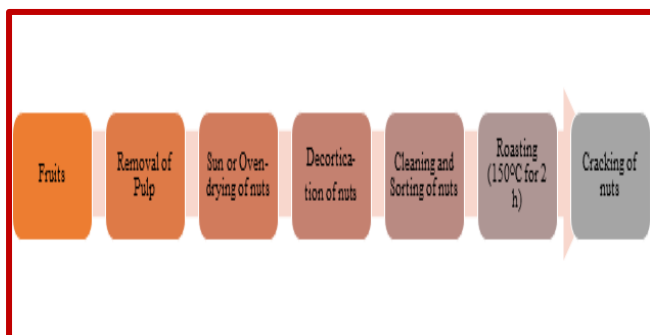 Fruits
Removal of
Pulp
Sun or Oven-
drying of nuts
Decortica-
tion of nuts
Cleaning and
Sorting of nuts
Roasting
(150ºC for 2
h)
Cracking of
nuts